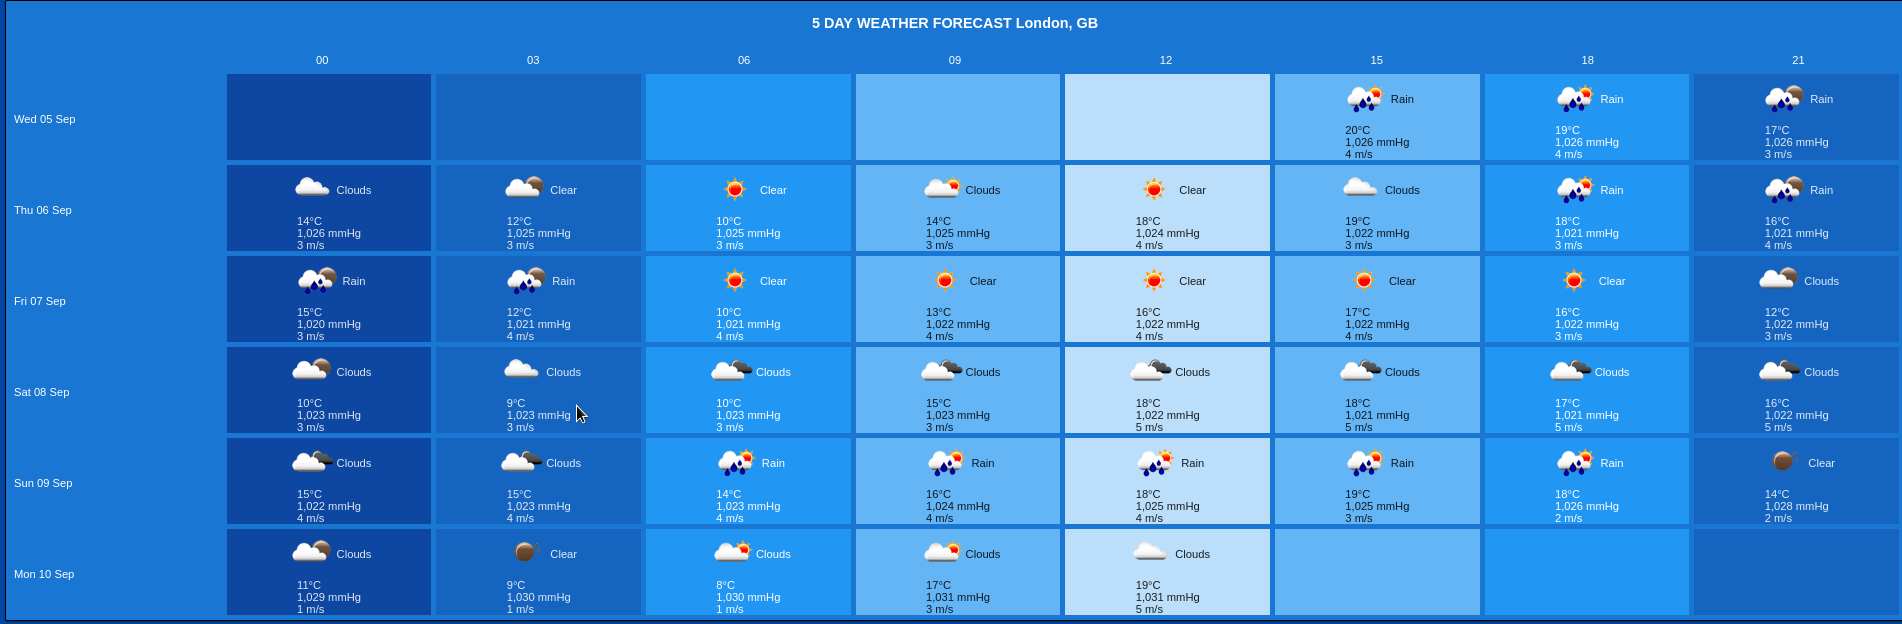 5 DAY WEATHER FORECAST London, GB
00 03 06 09 12 15 18 21
Wed 05 Sep
Rain Rain Rain
20°C 19°C 17°C
1,026 mmHg 1,026 mmHg 1,026 mmHg
4 m/s 4 m/s 3 m/s
Thu 06 Sep
Clouds Clear Clear Clouds Clear Clouds Rain Rain
14°C 12°C 10°C 14°C 18°C 19°C 18°C 16°C
1,026 mmHg 1,025 mmHg 1,025 mmHg 1,025 mmHg 1,024 mmHg 1,022 mmHg 1,021 mmHg 1,021 mmHg
3 m/s 3 m/s 3 m/s 3 m/s 4 m/s 3 m/s 3 m/s 4 m/s
Fri 07 Sep
Rain Rain Clear Clear Clear Clear Clear Clouds
15°C 12°C 10°C 13°C 16°C 17°C 16°C 12°C
1,020 mmHg 1,021 mmHg 1,021 mmHg 1,022 mmHg 1,022 mmHg 1,022 mmHg 1,022 mmHg 1,022 mmHg
3 m/s 4 m/s 4 m/s 4 m/s 4 m/s 4 m/s 3 m/s 3 m/s
Sat 08 Sep
Clouds Clouds Clouds Clouds Clouds Clouds Clouds Clouds
10°C 9°C 10°C 15°C 18°C 18°C 17°C 16°C
1,023 mmHg 1,023 mmHg 1,023 mmHg 1,023 mmHg 1,022 mmHg 1,021 mmHg 1,021 mmHg 1,022 mmHg
3 m/s 3 m/s 3 m/s 3 m/s 5 m/s 5 m/s 5 m/s 5 m/s
Sun 09 Sep
Clouds Clouds Rain Rain Rain Rain Rain Clear
15°C 15°C 14°C 16°C 18°C 19°C 18°C 14°C
1,022 mmHg 1,023 mmHg 1,023 mmHg 1,024 mmHg 1,025 mmHg 1,025 mmHg 1,026 mmHg 1,028 mmHg
4 m/s 4 m/s 4 m/s 4 m/s 4 m/s 3 m/s 2 m/s 2 m/s
Mon 10 Sep
Clouds Clear Clouds Clouds Clouds
11°C 9°C 8°C 17°C 19°C
1,029 mmHg 1,030 mmHg 1,030 mmHg 1,031 mmHg 1,031 mmHg
1 m/s 1 m/s 1 m/s 3 m/s 5 m/s